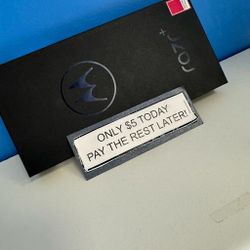 razr+
ONLY $5 TODAY
PAY THE REST LATER!